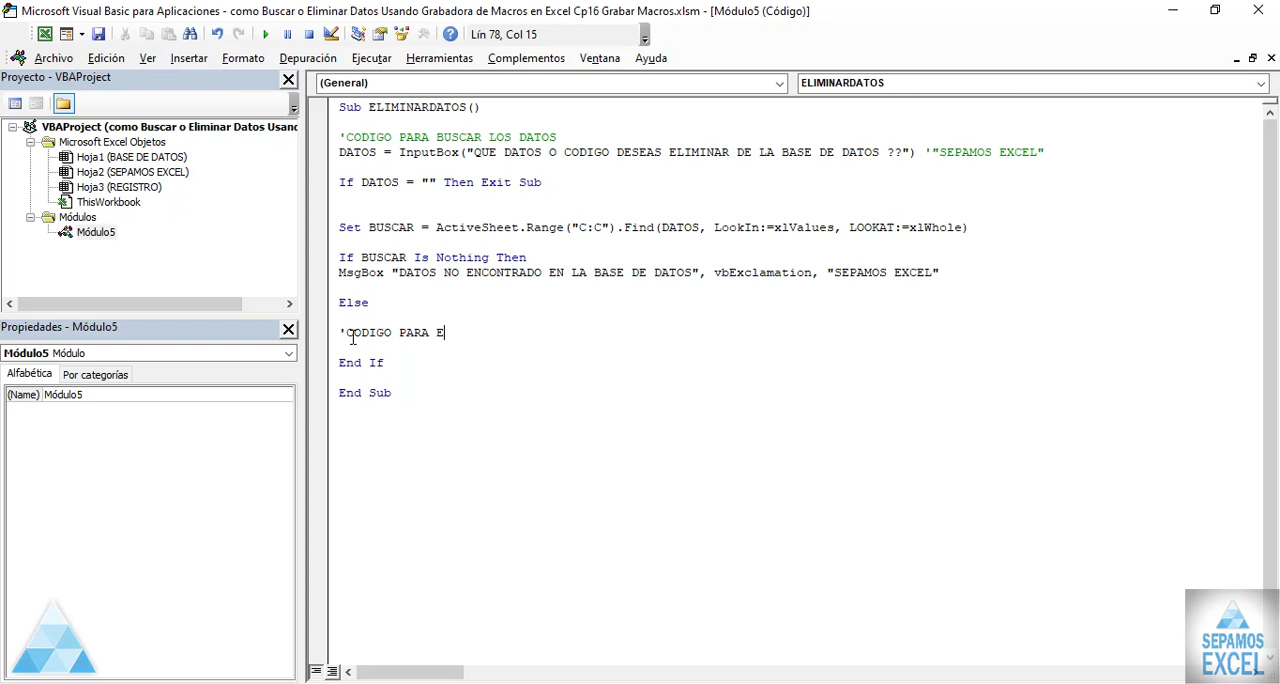 Microsoft Visual Basic para Aplicaciones - como Buscar o Eliminar Datos Usando Grabadora de Macros en Excel Cp16 Grabar Macros.xlsm - [Módulo5 (Código)]
Lín 78, Col 15
Archivo Edición Ver Insertar Formato Depuración Ejecutar Herramientas Complementos Ventana Ayuda
Proyecto - VBAProject
(General) ELIMINARDATOS
VBAProject (como Buscar o Eliminar Datos Usand
Microsoft Excel Objetos
Hoja1 (BASE DE DATOS)
Hoja2 (SEPAMOS EXCEL)
Hoja3 (REGISTRO)
ThisWorkbook
Módulos
Módulo5
Propiedades - Módulo5
Módulo5 Módulo
Alfabética Por categorías
(Name) Módulo5
Sub ELIMINARDATOS()
'CODIGO PARA BUSCAR LOS DATOS
DATOS = InputBox("QUE DATOS O CODIGO DESEAS ELIMINAR DE LA BASE DE DATOS ??") '"SEPAMOS EXCEL"
If DATOS = "" Then Exit Sub
Set BUSCAR = ActiveSheet.Range("C:C").Find(DATOS, LookIn:=xlValues, LOOKAT:=xlWhole)
If BUSCAR Is Nothing Then
MsgBox "DATOS NO ENCONTRADO EN LA BASE DE DATOS", vbExclamation, "SEPAMOS EXCEL"
Else
'CODIGO PARA E
End If
End Sub
SEPAMOS
EXCEL